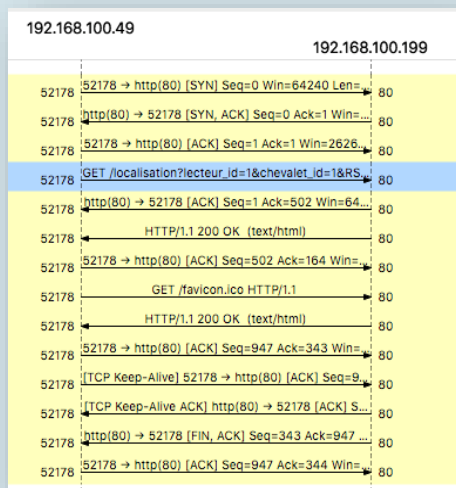 192.168.100.49
192.168.100.199
52178 52178 → http(80) [SYN] Seq=0 Win=64240 Len=... 80
52178 http(80) → 52178 [SYN, ACK] Seq=0 Ack=1 Win=... 80
52178 52178 → http(80) [ACK] Seq=1 Ack=1 Win=2626... 80
52178 GET /localisation?lecteur_id=1&chevalet_id=1&RS... 80
52178 http(80) → 52178 [ACK] Seq=1 Ack=502 Win=64... 80
52178 HTTP/1.1 200 OK (text/html) 80
52178 52178 → http(80) [ACK] Seq=502 Ack=164 Win=... 80
52178 GET /favicon.ico HTTP/1.1 80
52178 HTTP/1.1 200 OK (text/html) 80
52178 52178 → http(80) [ACK] Seq=947 Ack=343 Win=... 80
52178 [TCP Keep-Alive] 52178 → http(80) [ACK] Seq=9... 80
52178 [TCP Keep-Alive ACK] http(80) → 52178 [ACK] S... 80
52178 http(80) → 52178 [FIN, ACK] Seq=343 Ack=947 ... 80
52178 52178 → http(80) [ACK] Seq=947 Ack=344 Win=... 80